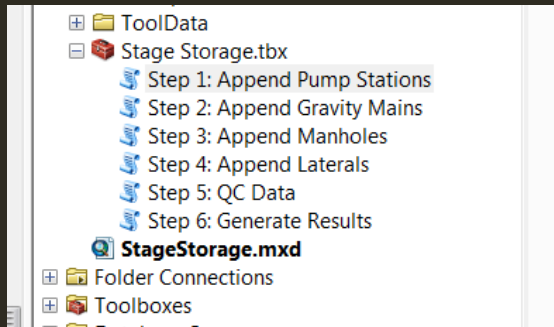 ToolData
Stage Storage.tbx
Step 1: Append Pump Stations
Step 2: Append Gravity Mains
Step 3: Append Manholes
Step 4: Append Laterals
Step 5: QC Data
Step 6: Generate Results
StageStorage.mxd
Folder Connections
Toolboxes